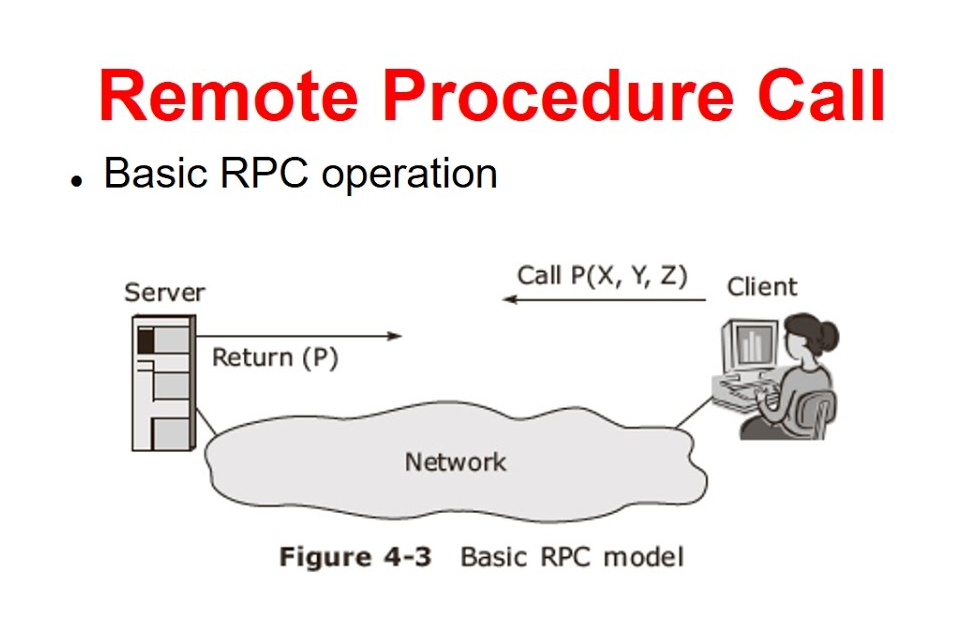 Remote Procedure Call
• Basic RPC operation
Call P(X, Y, Z)
Client
Server
Return (P)
Network
Figure 4-3 Basic RPC model